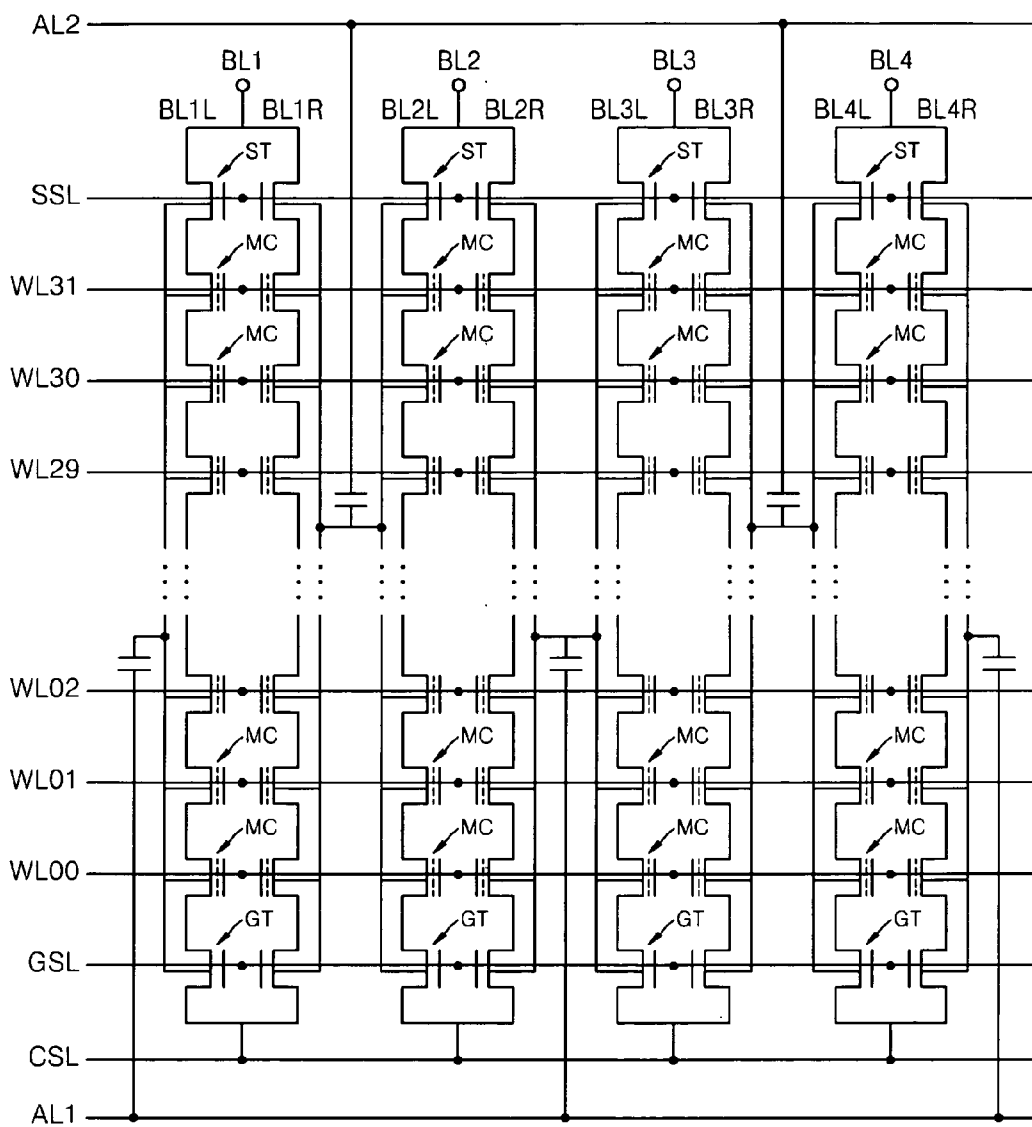 AL2
BL1 BL2 BL3 BL4
BL1L BL1R BL2L BL2R BL3L BL3R BL4L BL4R
ST ST ST ST
SSL
MC MC MC MC
WL31
MC MC MC MC
WL30
WL29
WL02
MC MC MC MC
WL01
MC MC MC MC
WL00
GT GT GT GT
GSL
CSL
AL1